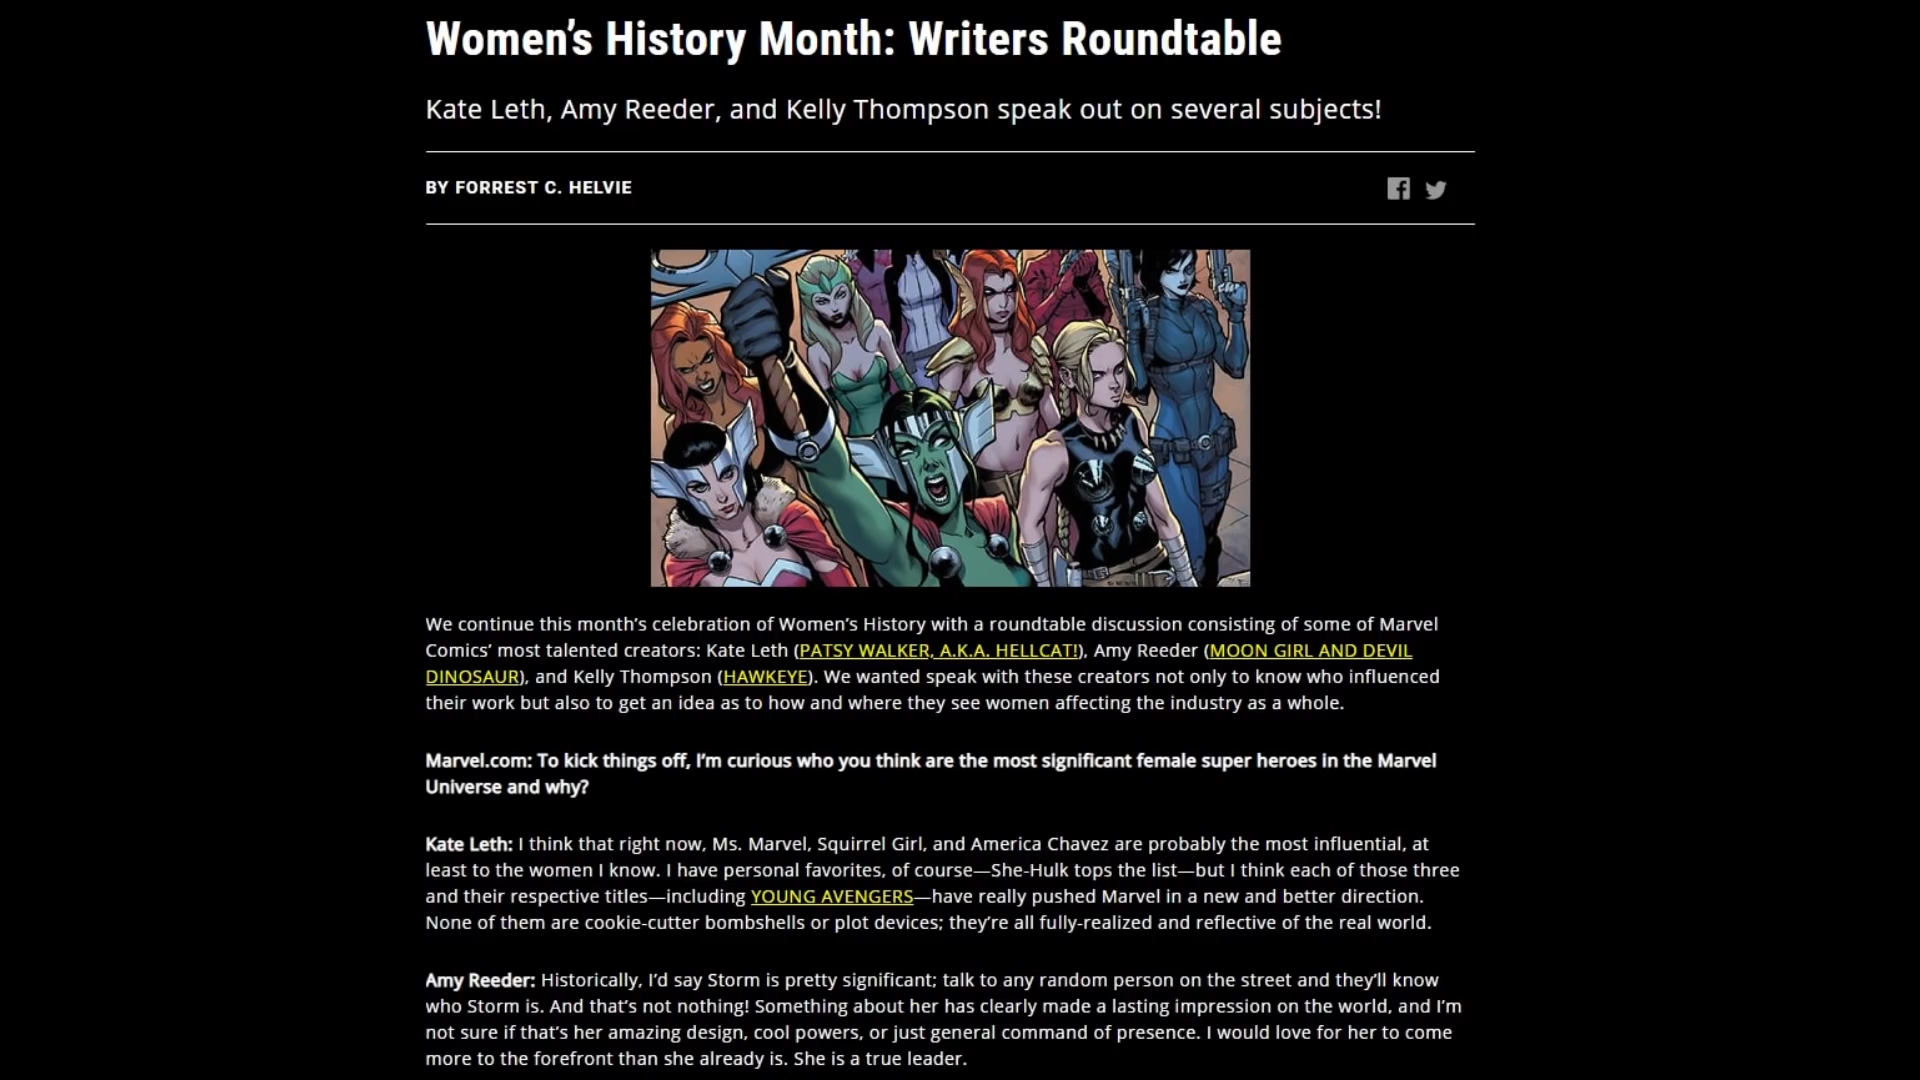 Women’s History Month: Writers Roundtable
Kate Leth, Amy Reeder, and Kelly Thompson speak out on several subjects!
BY FORREST C. HELVIE
We continue this month’s celebration of Women’s History with a roundtable discussion consisting of some of Marvel
Comics’ most talented creators: Kate Leth (PATSY WALKER, A.K.A. HELLCAT!), Amy Reeder (MOON GIRL AND DEVIL
DINOSAUR), and Kelly Thompson (HAWKEYE). We wanted speak with these creators not only to know who influenced
their work but also to get an idea as to how and where they see women affecting the industry as a whole.
Marvel.com: To kick things off, I’m curious who you think are the most significant female super heroes in the Marvel
Universe and why?
Kate Leth: I think that right now, Ms. Marvel, Squirrel Girl, and America Chavez are probably the most influential, at
least to the women I know. I have personal favorites, of course—She-Hulk tops the list—but I think each of those three
and their respective titles—including YOUNG AVENGERS—have really pushed Marvel in a new and better direction.
None of them are cookie-cutter bombshells or plot devices; they’re all fully-realized and reflective of the real world.
Amy Reeder: Historically, I’d say Storm is pretty significant; talk to any random person on the street and they’ll know
who Storm is. And that’s not nothing! Something about her has clearly made a lasting impression on the world, and I’m
not sure if that’s her amazing design, cool powers, or just general command of presence. I would love for her to come
more to the forefront than she already is. She is a true leader.